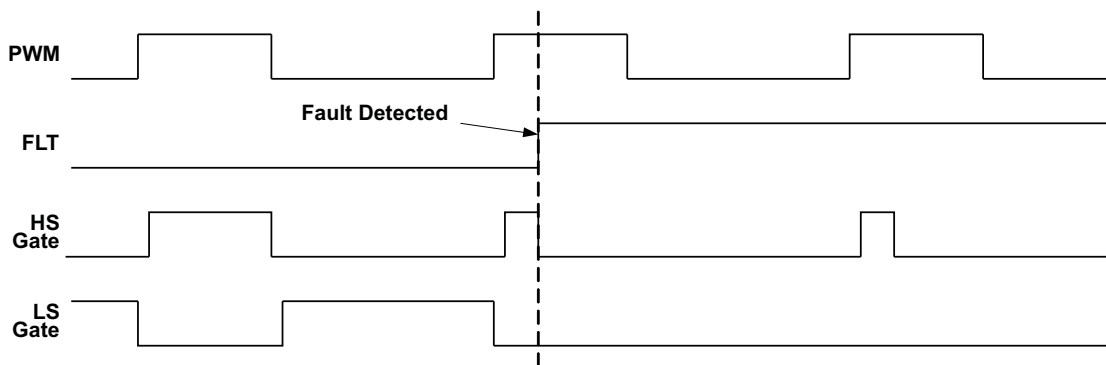 PWM
Fault Detected
FLT
HS
Gate
LS
Gate